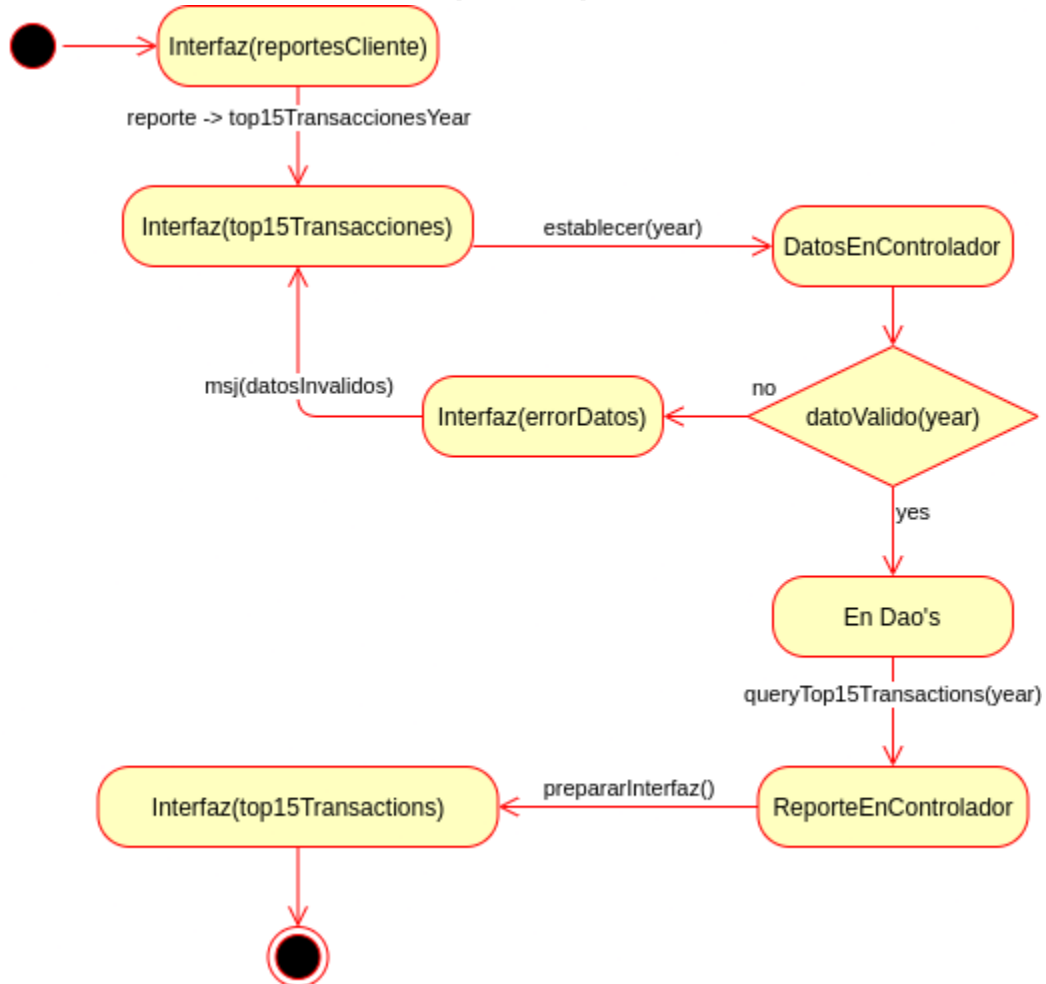 Interfaz(reportesCliente)
reporte -> top15TransaccionesYear
Interfaz(top15Transacciones)
establecer(year)
DatosEnControlador
msj(datosInvalidos)
Interfaz(errorDatos)
no
datoValido(year)
yes
En Dao's
queryTop15Transactions(year)
Interfaz(top15Transactions)
prepararInterfaz()
ReporteEnControlador